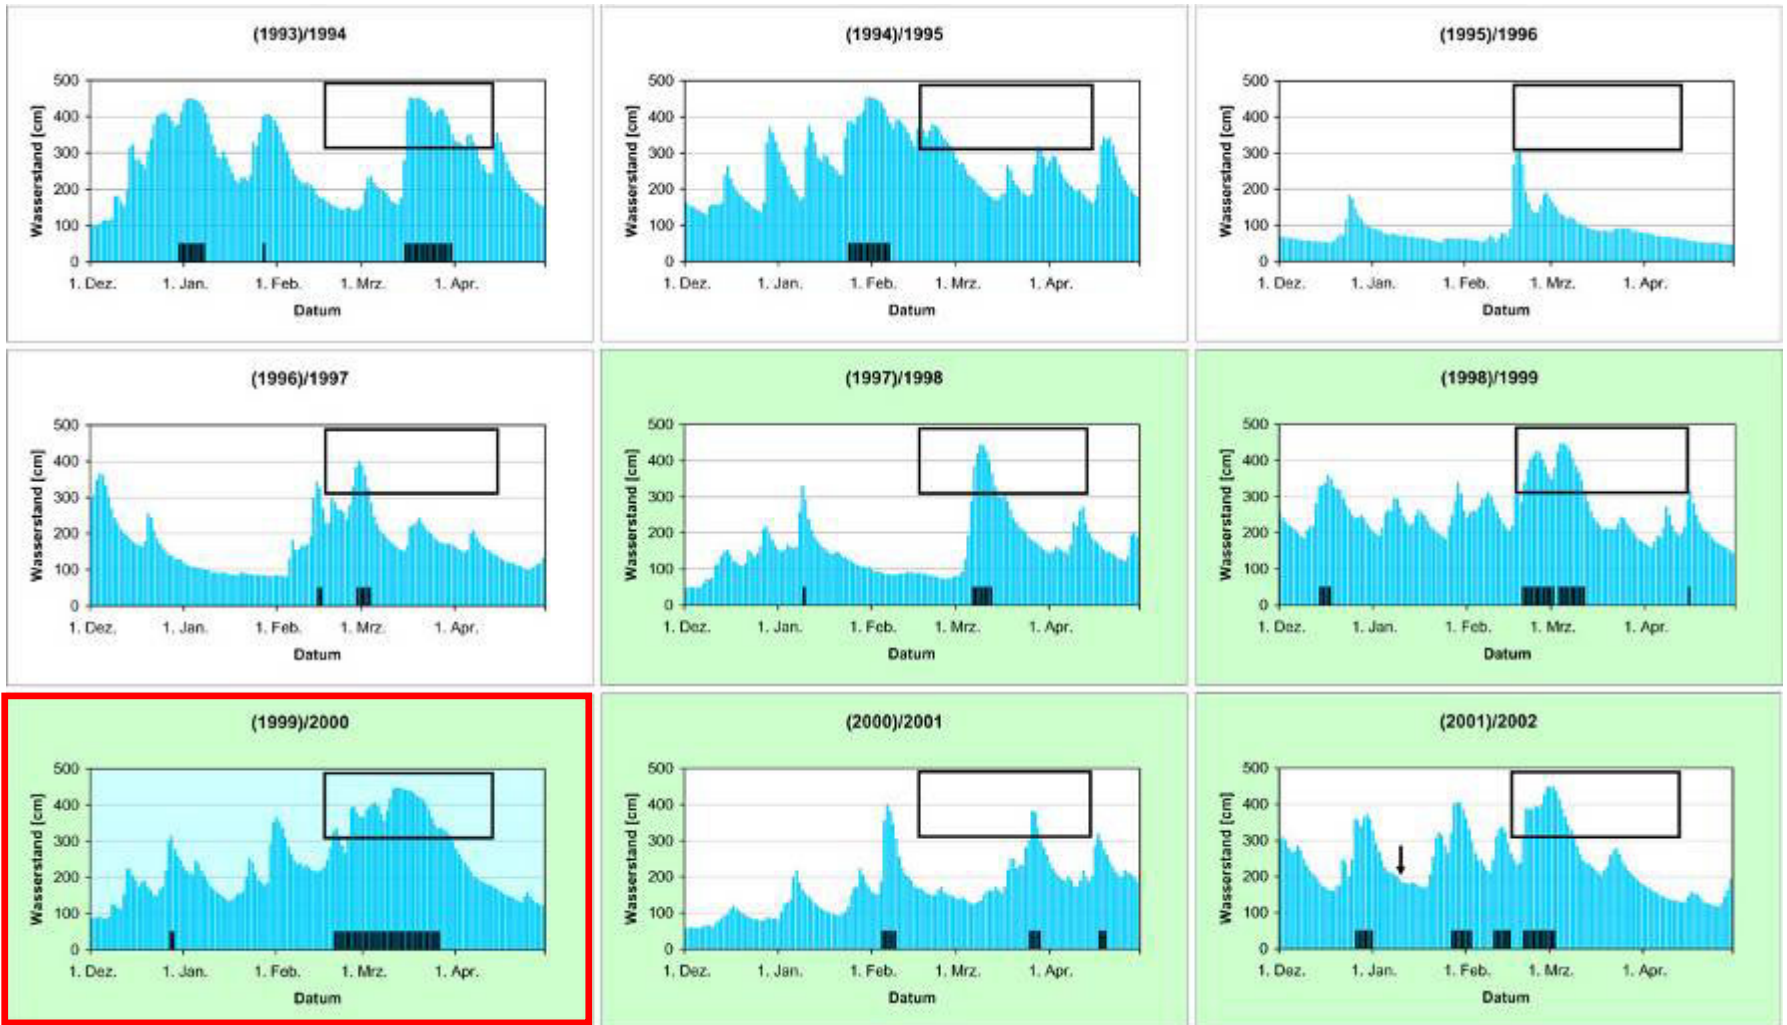 (1993)/1994
Wasserstand [cm]
500
400
300
200
100
0
1. Dez. 1. Jan. 1. Feb. 1. Mrz. 1. Apr.
Datum
(1994)/1995
Wasserstand [cm]
500
400
300
200
100
0
1. Dez. 1. Jan. 1. Feb. 1. Mrz. 1. Apr.
Datum
(1995)/1996
Wasserstand [cm]
500
400
300
200
100
0
1. Dez. 1. Jan. 1. Feb. 1. Mrz. 1. Apr.
Datum
(1996)/1997
Wasserstand [cm]
500
400
300
200
100
0
1. Dez. 1. Jan. 1. Feb. 1. Mrz. 1. Apr.
Datum
(1997)/1998
Wasserstand [cm]
500
400
300
200
100
0
1. Dez. 1. Jan. 1. Feb. 1. Mrz. 1. Apr.
Datum
(1998)/1999
Wasserstand [cm]
500
400
300
200
100
0
1. Dez. 1. Jan. 1. Feb. 1. Mrz. 1. Apr.
Datum
(1999)/2000
Wasserstand [cm]
500
400
300
200
100
0
1. Dez. 1. Jan. 1. Feb. 1. Mrz. 1. Apr.
Datum
(2000)/2001
Wasserstand [cm]
500
400
300
200
100
0
1. Dez. 1. Jan. 1. Feb. 1. Mrz. 1. Apr.
Datum
(2001)/2002
Wasserstand [cm]
500
400
300
200
100
0
1. Dez. 1. Jan. 1. Feb. 1. Mrz. 1. Apr.
Datum